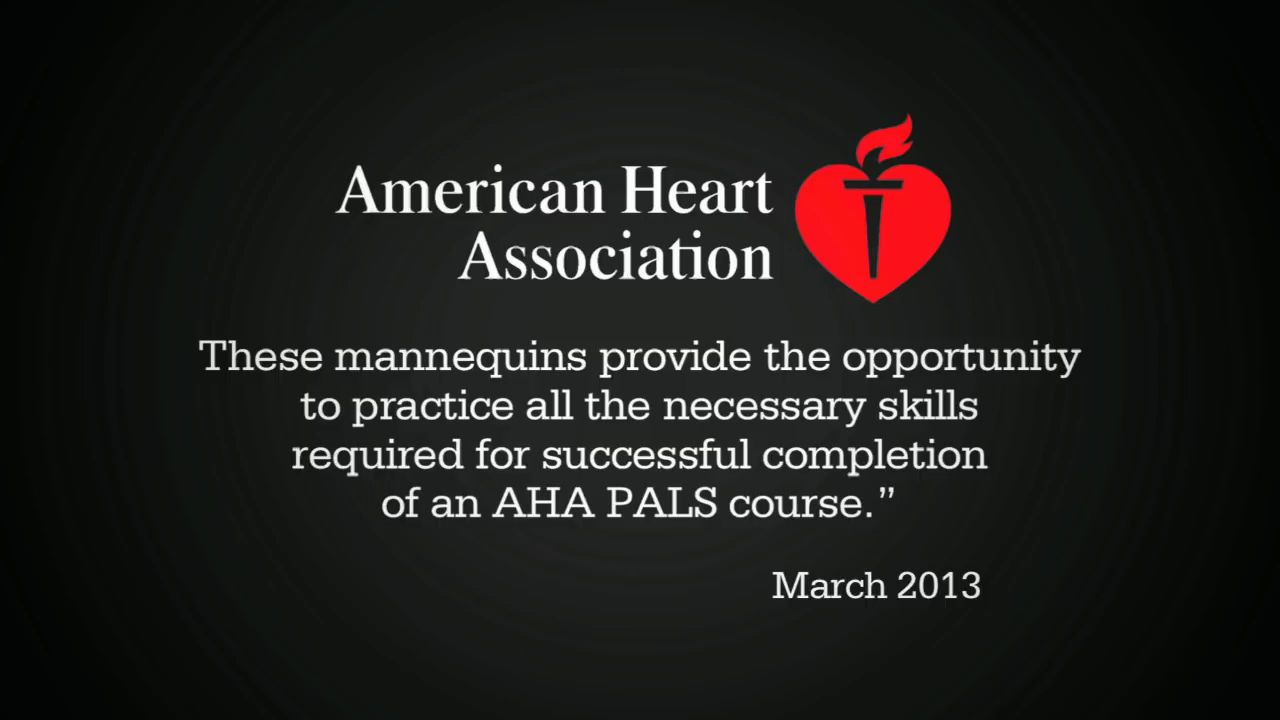 American Heart
Association
These mannequins provide the opportunity
to practice all the necessary skills
required for successful completion
of an AHA PALS course.”
March 2013